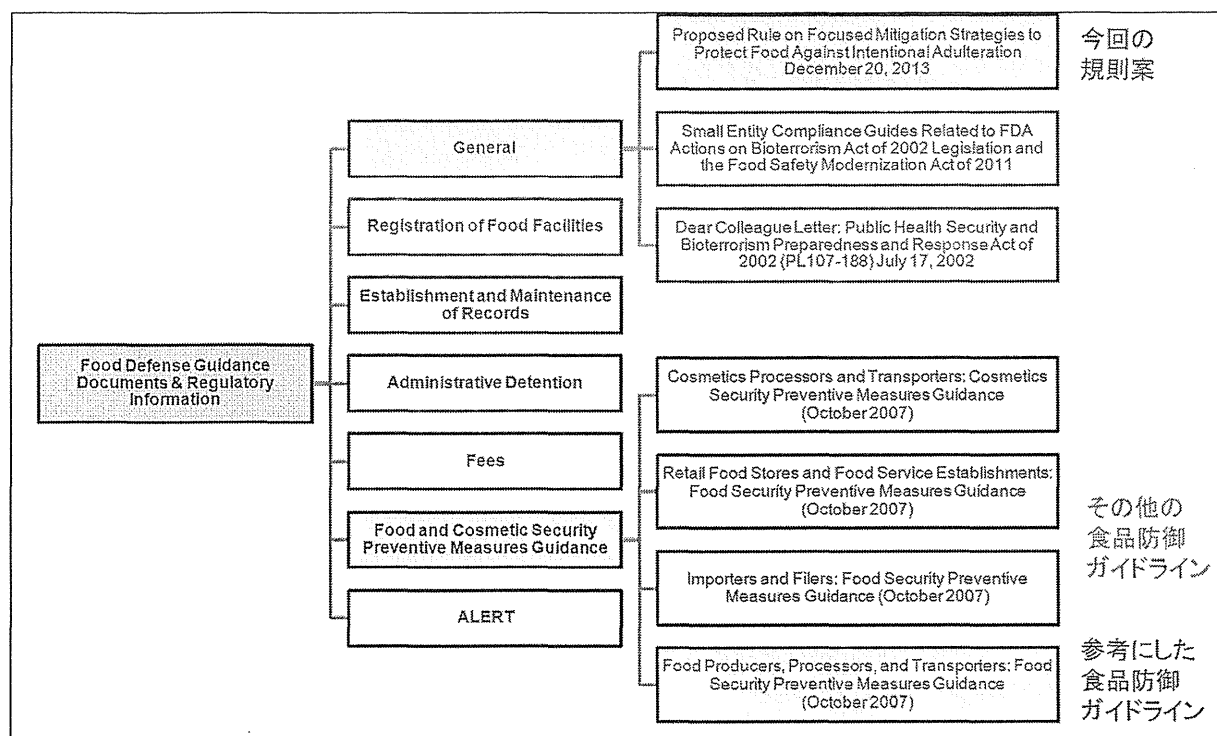 Food Defense Guidance
Documents & Regulatory
Information
General
Registration of Food Facilities
Establishment and Maintenance
of Records
Administrative Detention
Fees
Food and Cosmetic Security
Preventive Measures Guidance
ALERT
Proposed Rule on Focused Mitigation Strategies to
Protect Food Against Intentional Adulteration
December 20, 2013
今回の
規則案
Small Entity Compliance Guides Related to FDA
Actions on Bioterrorism Act of 2002 Legislation and
the Food Safety Modernization Act of 2011
Dear Colleague Letter: Public Health Security and
Bioterrorism Preparedness and Response Act of
2002 (PL107-188) July 17, 2002
Cosmetics Processors and Transporters: Cosmetics
Security Preventive Measures Guidance
(October 2007)
Retail Food Stores and Food Service Establishments:
Food Security Preventive Measures Guidance
(October 2007)
Importers and Filers: Food Security Preventive
Measures Guidance (October 2007)
その他の
食品防御
ガイドライン
Food Producers, Processors, and Transporters: Food
Security Preventive Measures Guidance
(October 2007)
参考にした
食品防御
ガイドライン